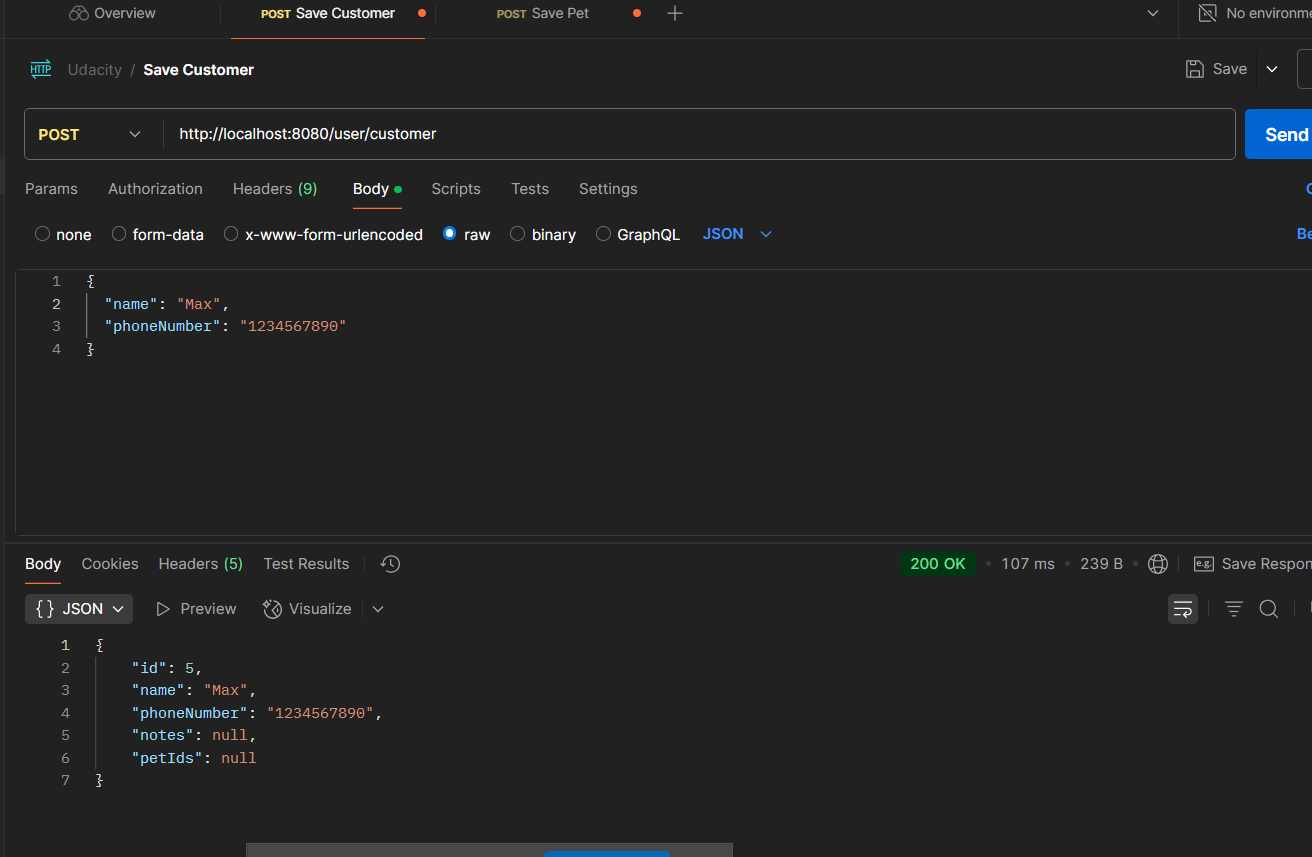 Overview POST Save Customer POST Save Pet No environme
HTTP Udacity / Save Customer Save
POST http://localhost:8080/user/customer Send
Params Authorization Headers (9) Body Scripts Tests Settings
none form-data x-www-form-urlencoded raw binary GraphQL JSON Be
1 {
2 "name": "Max",
3 "phoneNumber": "1234567890"
4 }
Body Cookies Headers (5) Test Results 200 OK • 107 ms • 239 B • e.g. Save Respon
{} JSON Preview Visualize
1 {
2 "id": 5,
3 "name": "Max",
4 "phoneNumber": "1234567890",
5 "notes": null,
6 "petIds": null
7 }